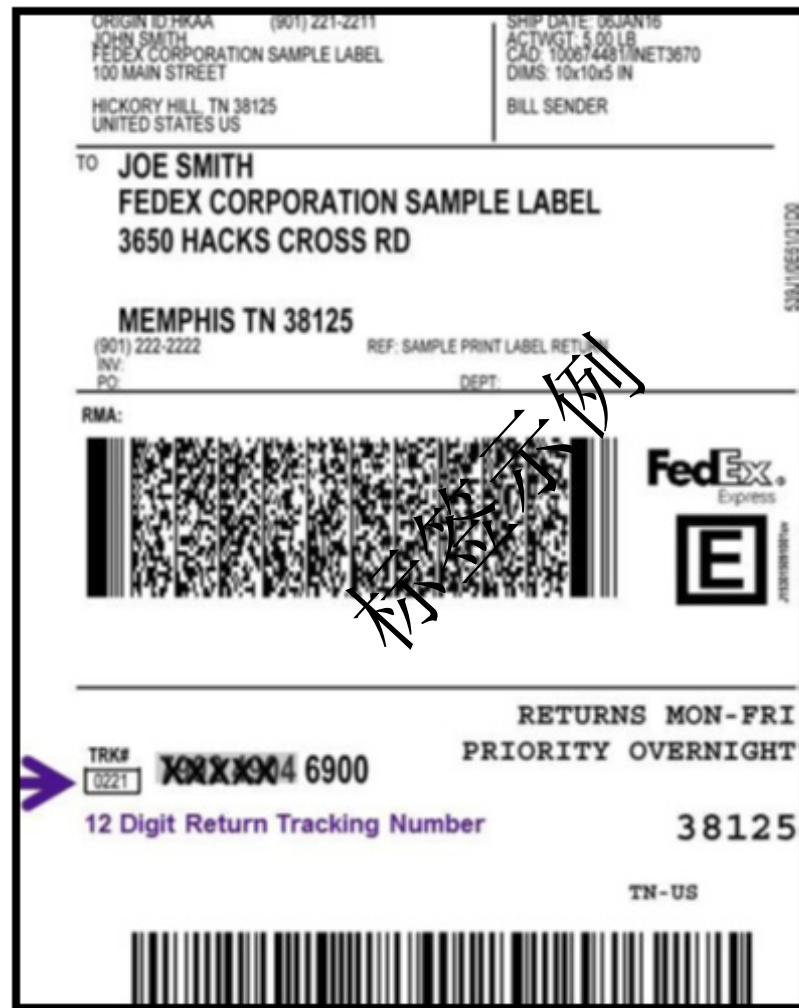 ORIGIN ID:HKAA (901) 221-2211
JOHN SMITH
FEDEX CORPORATION SAMPLE LABEL
100 MAIN STREET
HICKORY HILL, TN 38125
UNITED STATES US
SHIP DATE: 06JAN16
ACTWGT: 5.00 LB
CAD: 100674481/INET3670
DIMS: 10x10x5 IN
BILL SENDER
TO JOE SMITH
FEDEX CORPORATION SAMPLE LABEL
3650 HACKS CROSS RD
MEMPHIS TN 38125
(901) 222-2222 REF: SAMPLE PRINT LABEL RETURN
INV:
PO: DEPT:
RMA:
标签示例
FedEx®
Express
E
RETURNS MON-FRI
PRIORITY OVERNIGHT
TRK#
0221
6900
12 Digit Return Tracking Number
38125
TN-US